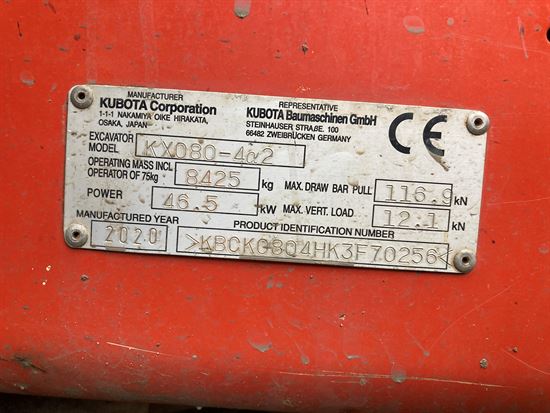 MANUFACTURER
KUBOTA Corporation
1-1-1 NAKAMIYA OIKE HIRAKATA,
OSAKA, JAPAN
REPRESENTATIVE
KUBOTA Baumaschinen GmbH
STEINHAUSER STRAßE. 100
66482 ZWEIBRÜCKEN GERMANY
CE
EXCAVATOR
MODEL KX080-4α2
OPERATING MASS INCL
OPERATOR OF 75kg 8425 kg MAX. DRAW BAR PULL 116.9 kN
POWER 46.5 kW MAX. VERT. LOAD 12.1 kN
MANUFACTURED YEAR PRODUCT IDENTIFICATION NUMBER
2020 >KBCK0804HK3F70256<